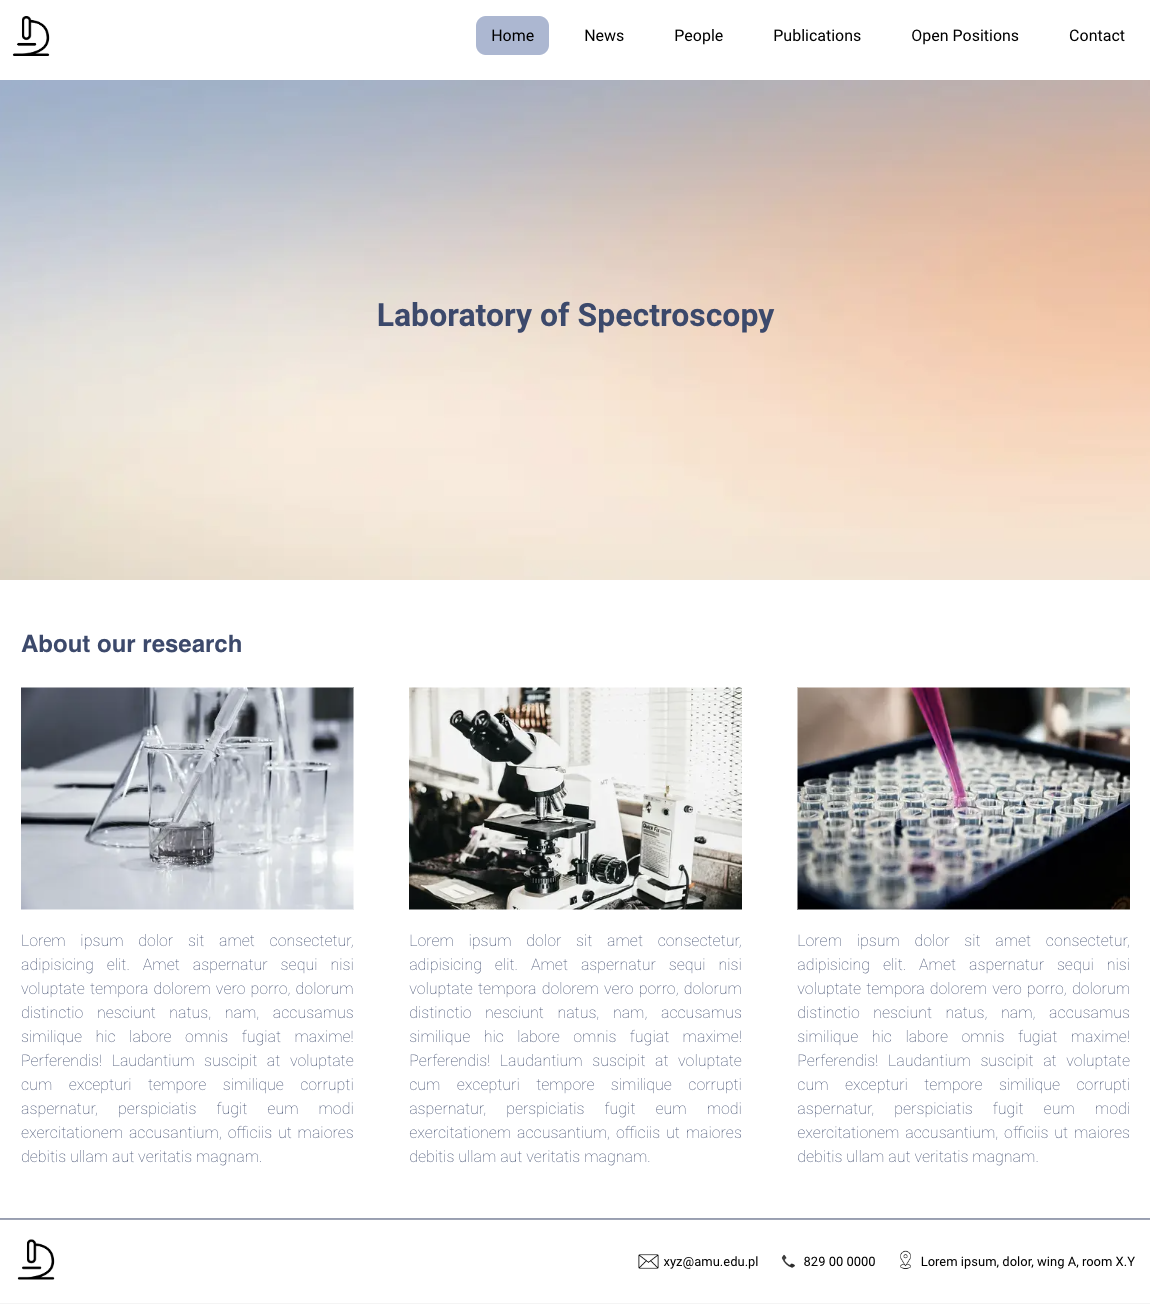 Home News People Publications Open Positions Contact
Laboratory of Spectroscopy
About our research
Lorem ipsum dolor sit amet consectetur,
adipisicing elit. Amet aspernatur sequi nisi
voluptate tempora dolorem vero porro, dolorum
distinctio nesciunt natus, nam, accusamus
similique hic labore omnis fugiat maxime!
Perferendis! Laudantium suscipit at voluptate
cum excepturi tempore similique corrupti
aspernatur, perspiciatis fugit eum modi
exercitationem accusantium, officiis ut maiores
debitis ullam aut veritatis magnam.
Lorem ipsum dolor sit amet consectetur,
adipisicing elit. Amet aspernatur sequi nisi
voluptate tempora dolorem vero porro, dolorum
distinctio nesciunt natus, nam, accusamus
similique hic labore omnis fugiat maxime!
Perferendis! Laudantium suscipit at voluptate
cum excepturi tempore similique corrupti
aspernatur, perspiciatis fugit eum modi
exercitationem accusantium, officiis ut maiores
debitis ullam aut veritatis magnam.
Lorem ipsum dolor sit amet consectetur,
adipisicing elit. Amet aspernatur sequi nisi
voluptate tempora dolorem vero porro, dolorum
distinctio nesciunt natus, nam, accusamus
similique hic labore omnis fugiat maxime!
Perferendis! Laudantium suscipit at voluptate
cum excepturi tempore similique corrupti
aspernatur, perspiciatis fugit eum modi
exercitationem accusantium, officiis ut maiores
debitis ullam aut veritatis magnam.
xyz@amu.edu.pl 829 00 0000 Lorem ipsum, dolor, wing A, room X.Y